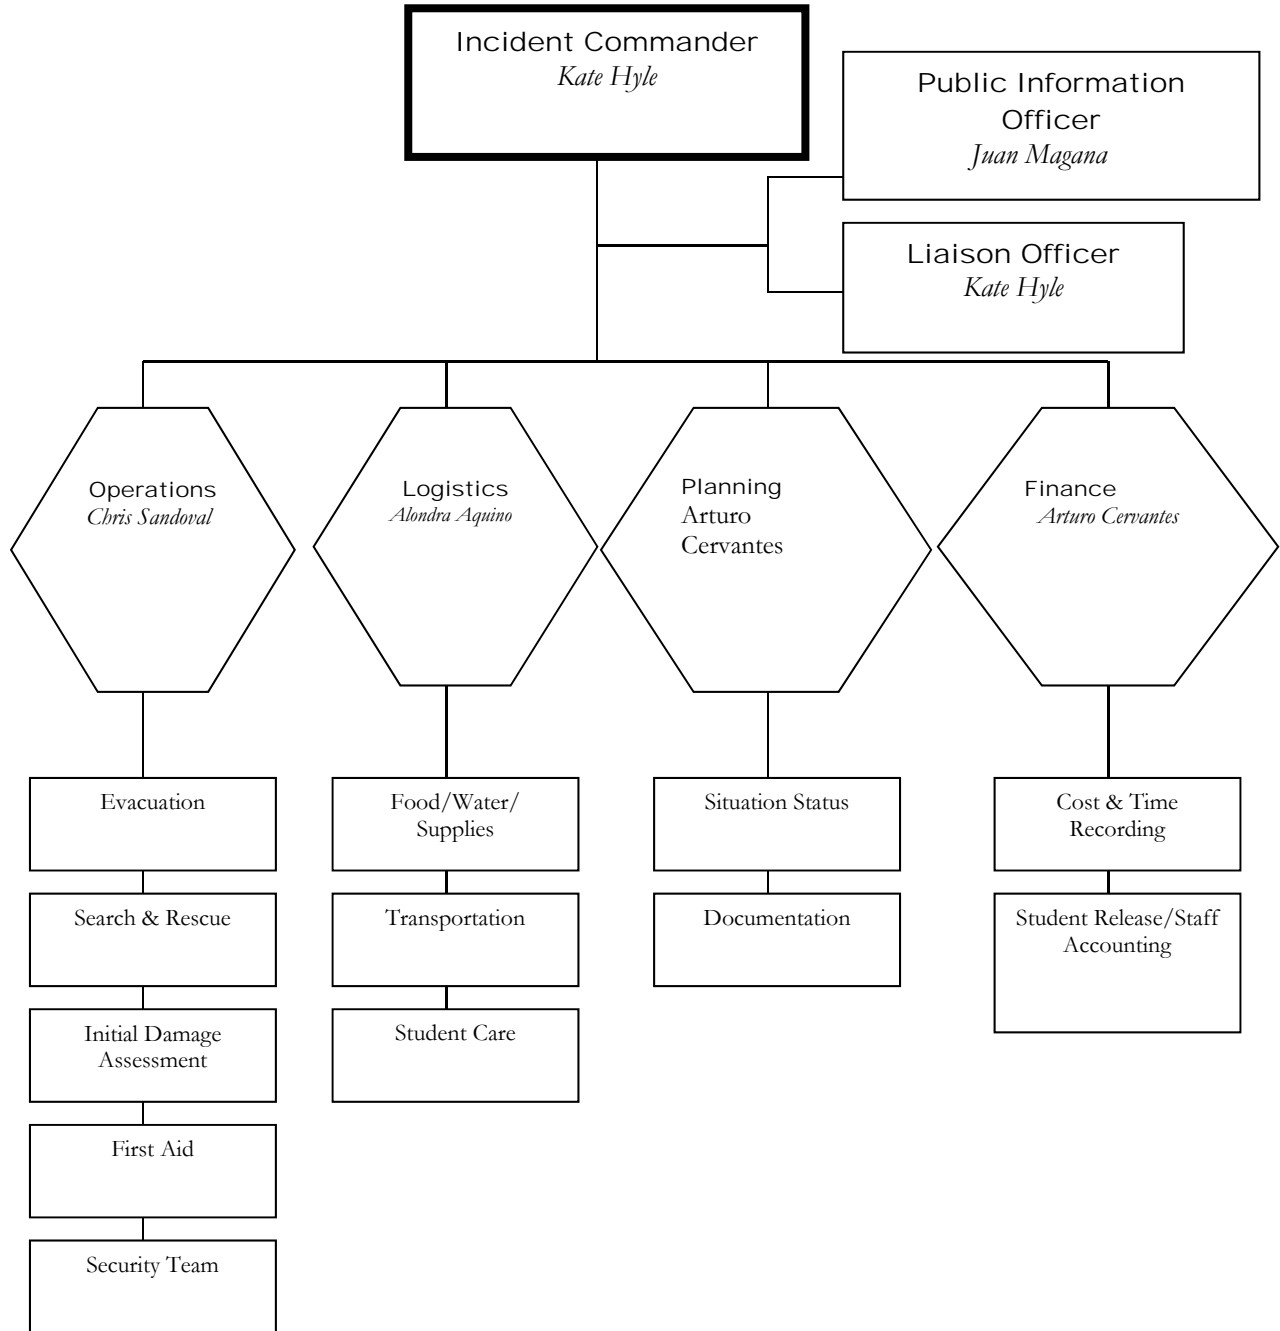 Incident Commander
Kate Hyle
Public Information
Officer
Juan Magana
Liaison Officer
Kate Hyle
Operations
Chris Sandoval
Logistics
Alondra Aquino
Planning
Arturo
Cervantes
Finance
Arturo Cervantes
Evacuation
Food/Water/
Supplies
Situation Status
Cost & Time
Recording
Search & Rescue
Transportation
Documentation
Student Release/Staff
Accounting
Initial Damage
Assessment
Student Care
First Aid
Security Team